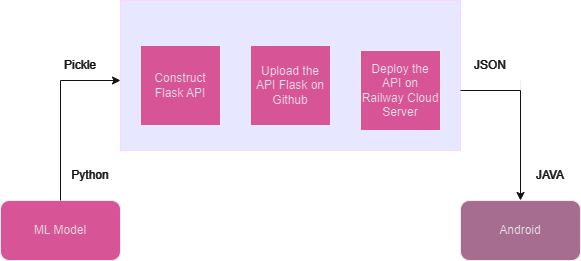 Pickle
JSON
Construct
Flask API
Upload the
API Flask on
Github
Deploy the
API on
Railway Cloud
Server
Python
JAVA
ML Model
Android